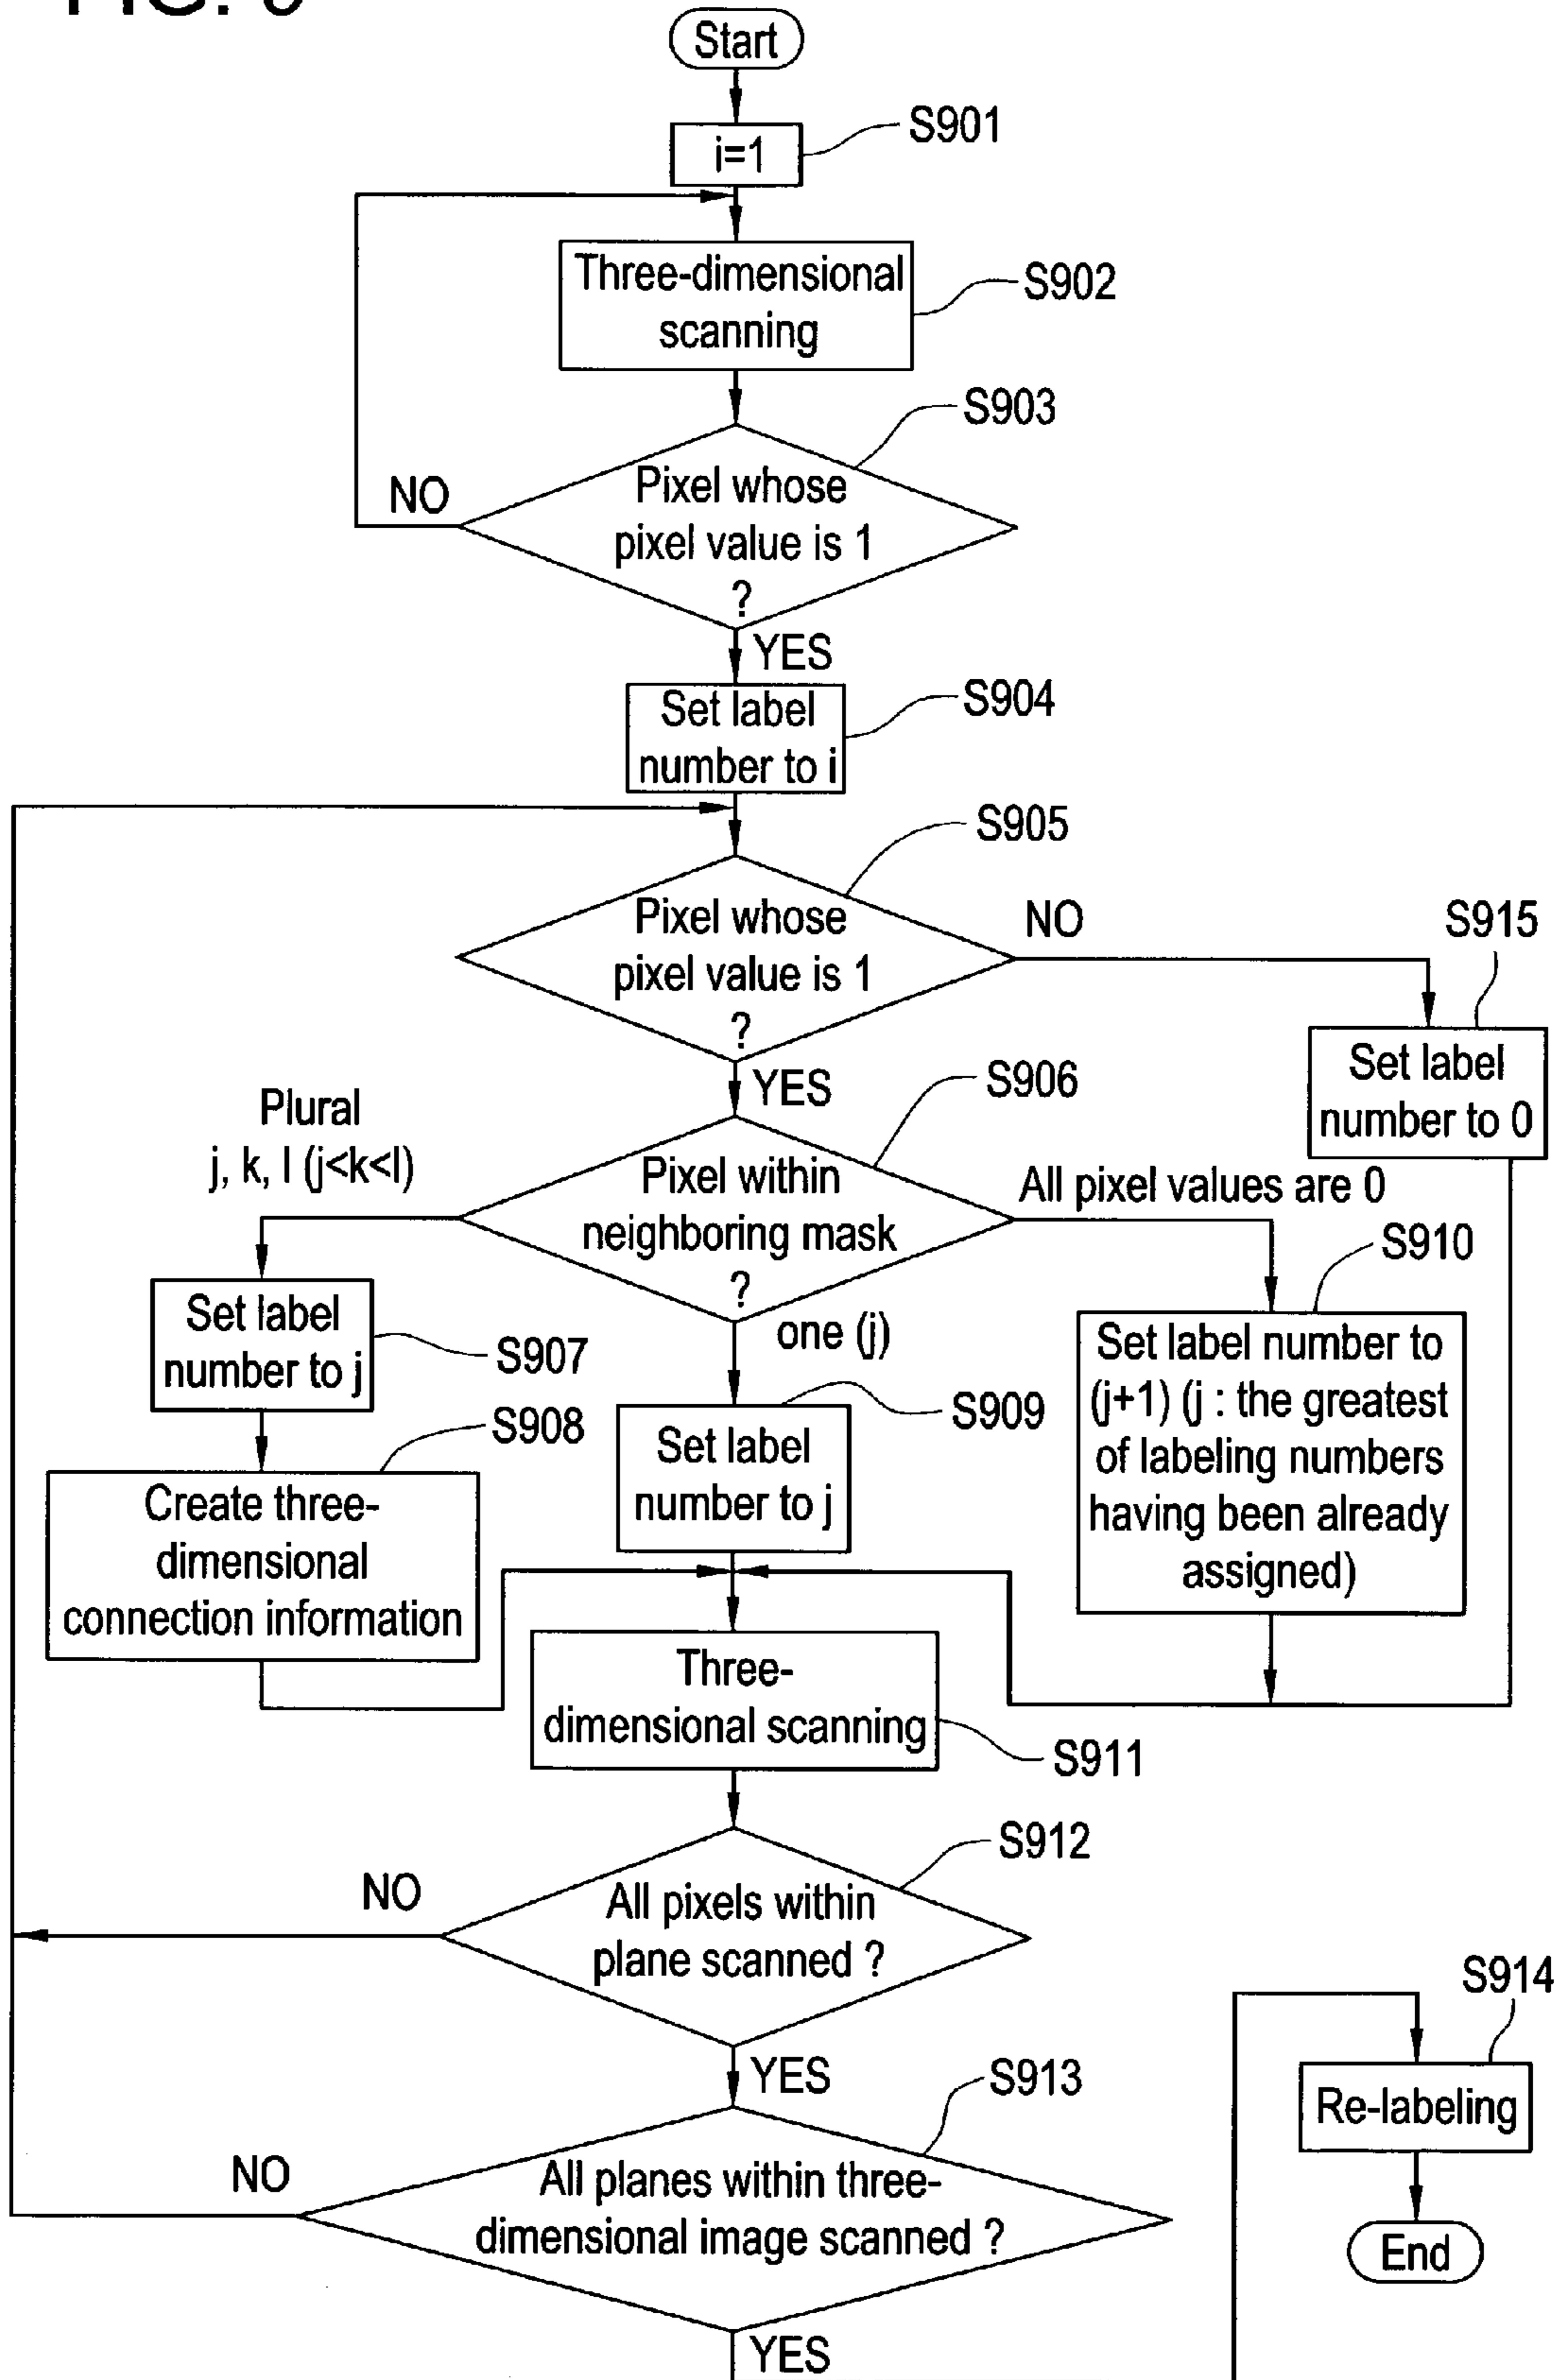 Start
i=1
S901
Three-dimensional
scanning
S902
S903
Pixel whose
pixel value is 1
?
NO
YES
Set label
number to i
S904
S905
Pixel whose
pixel value is 1
?
NO
S915
Set label
number to 0
YES
S906
Plural
j, k, l (j<k<l)
Pixel within
neighboring mask
?
All pixel values are 0
S910
Set label
number to j
S907
one (j)
S909
Set label number to
(j+1) (j : the greatest
of labeling numbers
having been already
assigned)
S908
Set label
number to j
Create three-
dimensional
connection information
Three-
dimensional scanning
S911
S912
NO
All pixels within
plane scanned ?
YES
S913
S914
Re-labeling
NO
All planes within three-
dimensional image scanned ?
End
YES